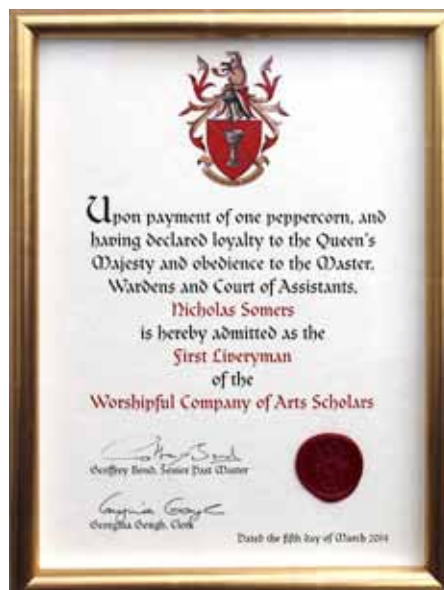 Upon payment of one peppercorn, and
having declared loyalty to the Queen's
Majesty and obedience to the Master,
Wardens and Court of Assistants,
Nicholas Somers
is hereby admitted as the
First Liveryman
of the
Worshipful Company of Arts Scholars
Geoffrey Bond, Senior Past Master
Georgina Gough, Clerk
Dated the fifth day of March 2014